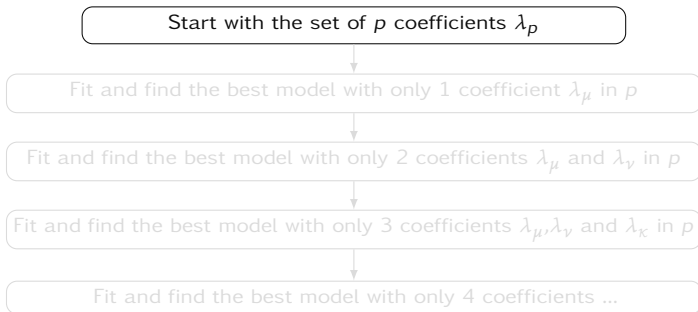 Start with the set of p coefficients λ_p
Fit and find the best model with only 1 coefficient λ_μ in p
Fit and find the best model with only 2 coefficients λ_μ and λ_ν in p
Fit and find the best model with only 3 coefficients λ_μ,λ_ν and λ_κ in p
Fit and find the best model with only 4 coefficients ...